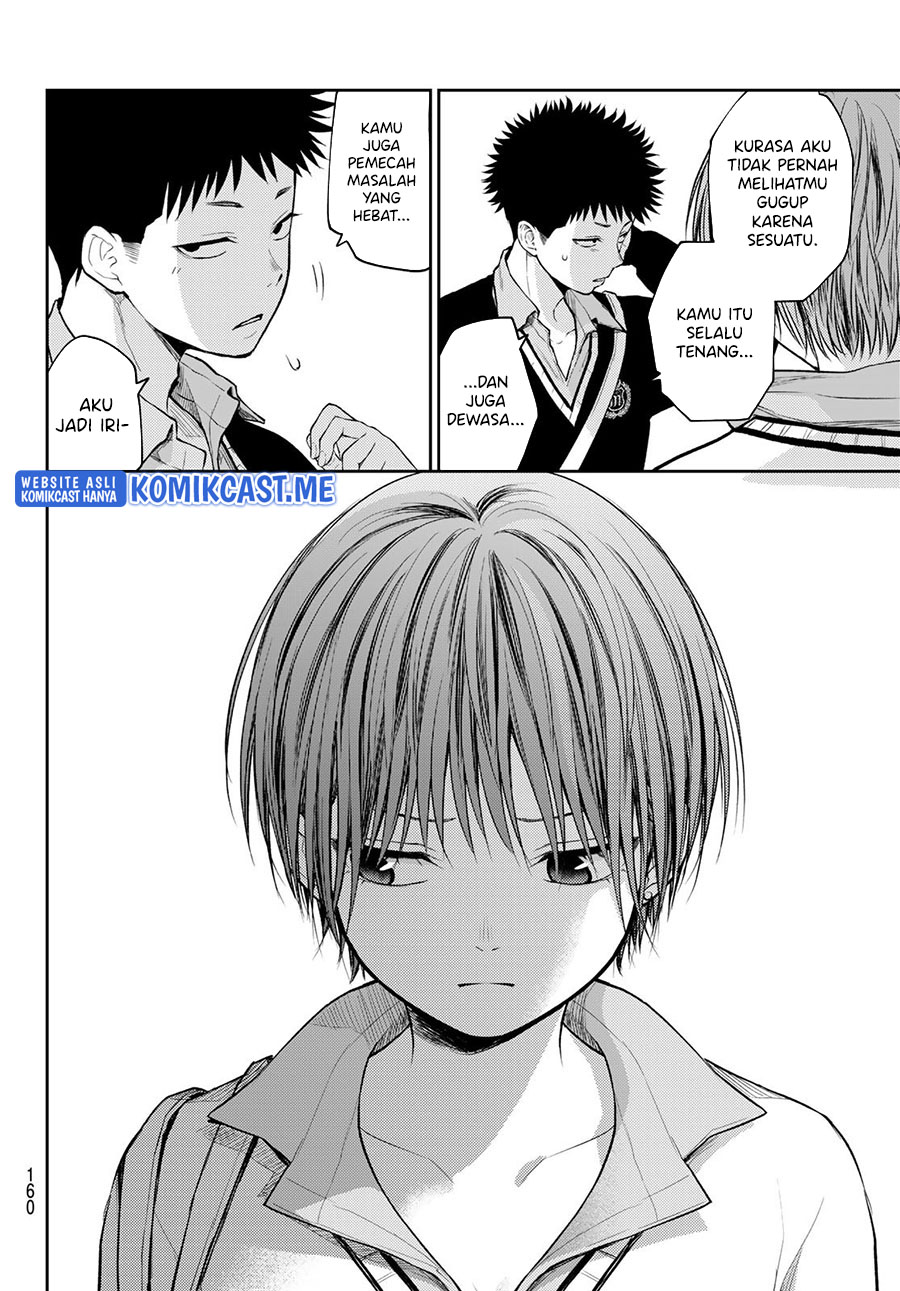 KURASA AKU
TIDAK PERNAH
MELIHATMU
GUGUP
KARENA
SESUATU.
KAMU ITU
SELALU
TENANG...
...DAN
JUGA
DEWASA...
KAMU
JUGA
PEMECAH
MASALAH
YANG
HEBAT...
AKU
JADI IRI-
WEBSITE ASLI
KOMIKCAST HANYA
KOMIKCAST.ME
160